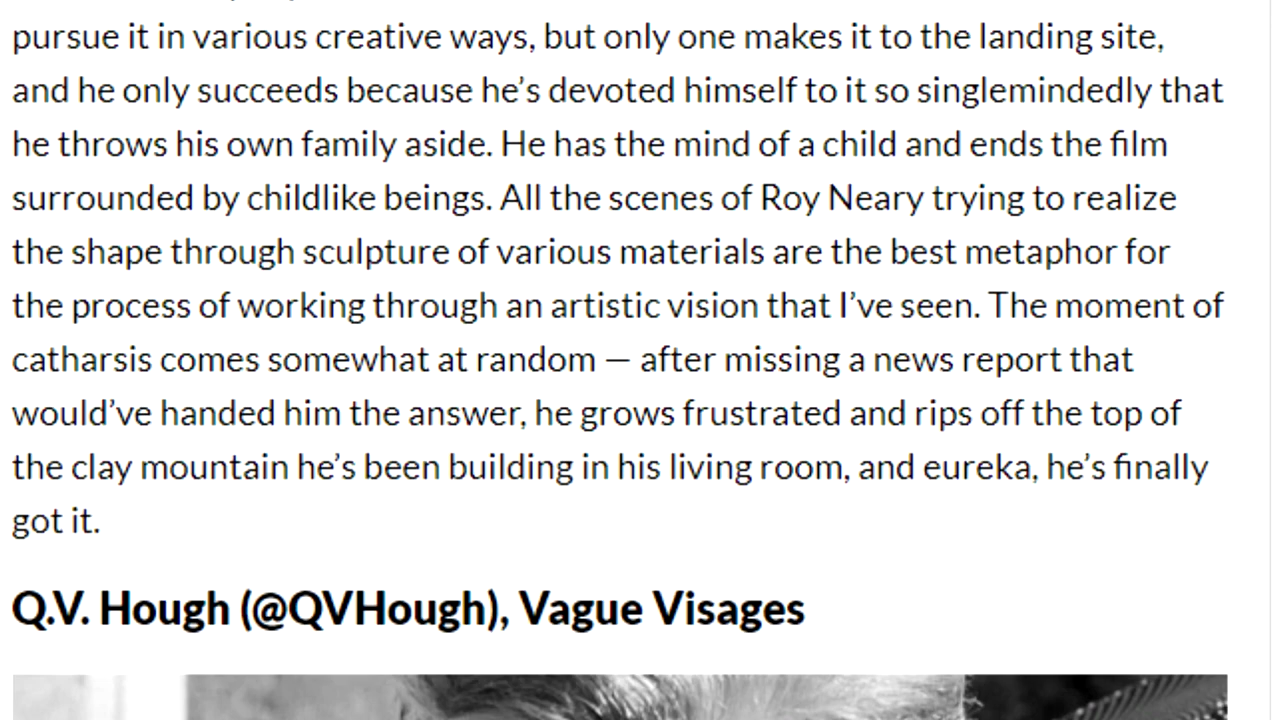 pursue it in various creative ways, but only one makes it to the landing site,
and he only succeeds because he’s devoted himself to it so singlemindedly that
he throws his own family aside. He has the mind of a child and ends the film
surrounded by childlike beings. All the scenes of Roy Neary trying to realize
the shape through sculpture of various materials are the best metaphor for
the process of working through an artistic vision that I’ve seen. The moment of
catharsis comes somewhat at random — after missing a news report that
would’ve handed him the answer, he grows frustrated and rips off the top of
the clay mountain he’s been building in his living room, and eureka, he’s finally
got it.
Q.V. Hough (@QVHough), Vague Visages